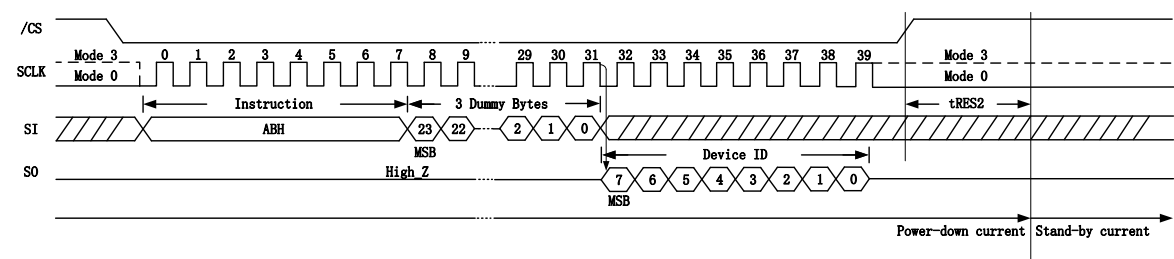 /CS
Mode 3 0 1 2 3 4 5 6 7 8 9 29 30 31 32 33 34 35 36 37 38 39 Mode 3
SCLK
Mode 0 Mode 0
Instruction 3 Dummy Bytes tRES2
SI ABH 23 22 2 1 0
MSB
Device ID
SO High_Z
7 6 5 4 3 2 1 0
MSB
Power-down current Stand-by current